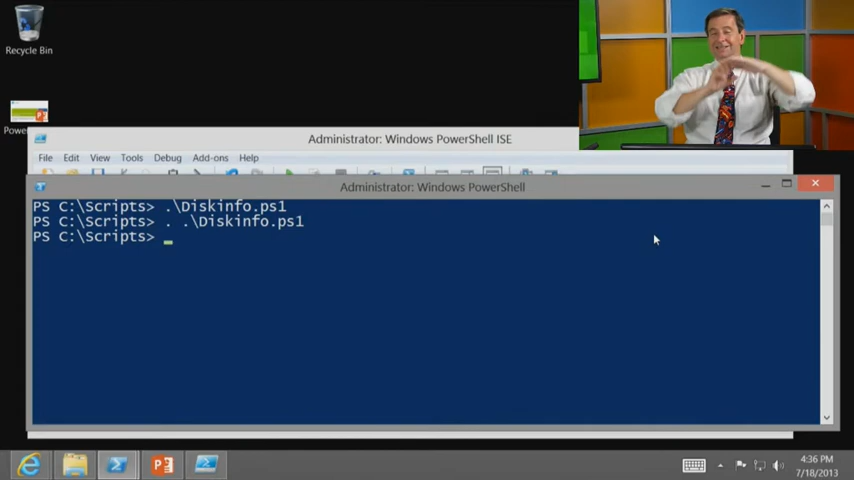 Recycle Bin
Administrator: Windows PowerShell ISE
File Edit View Tools Debug Add-ons Help
Administrator: Windows PowerShell
PS C:\Scripts> .\Diskinfo.ps1
PS C:\Scripts> . .\Diskinfo.ps1
PS C:\Scripts>
4:36 PM
7/18/2013